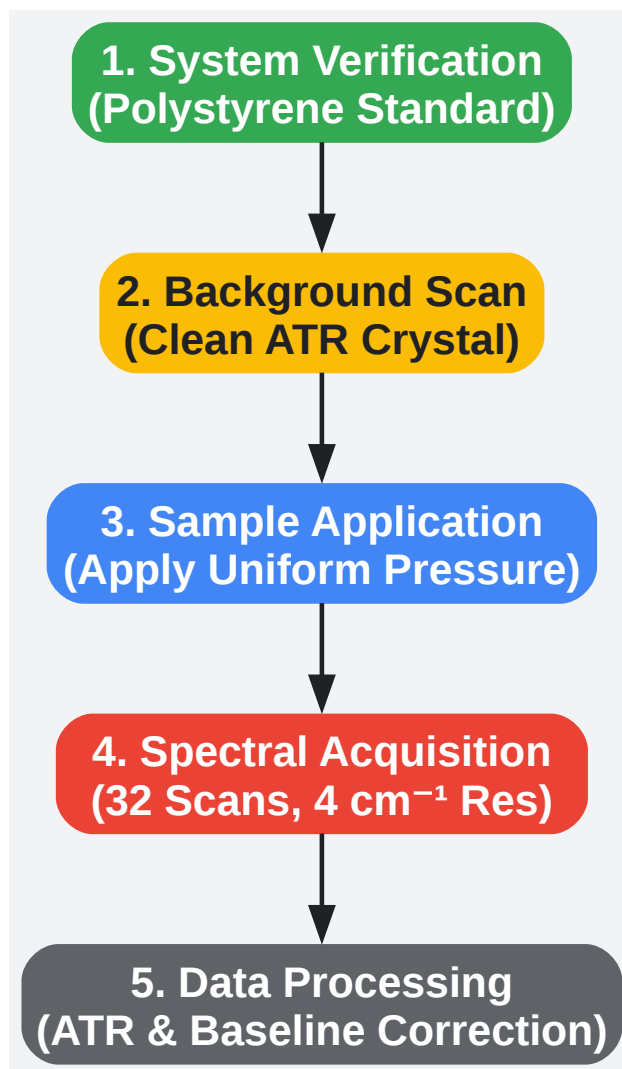 1. System Verification
(Polystyrene Standard)
2. Background Scan
(Clean ATR Crystal)
3. Sample Application
(Apply Uniform Pressure)
4. Spectral Acquisition
(32 Scans, 4 cm⁻¹ Res)
5. Data Processing
(ATR & Baseline Correction)